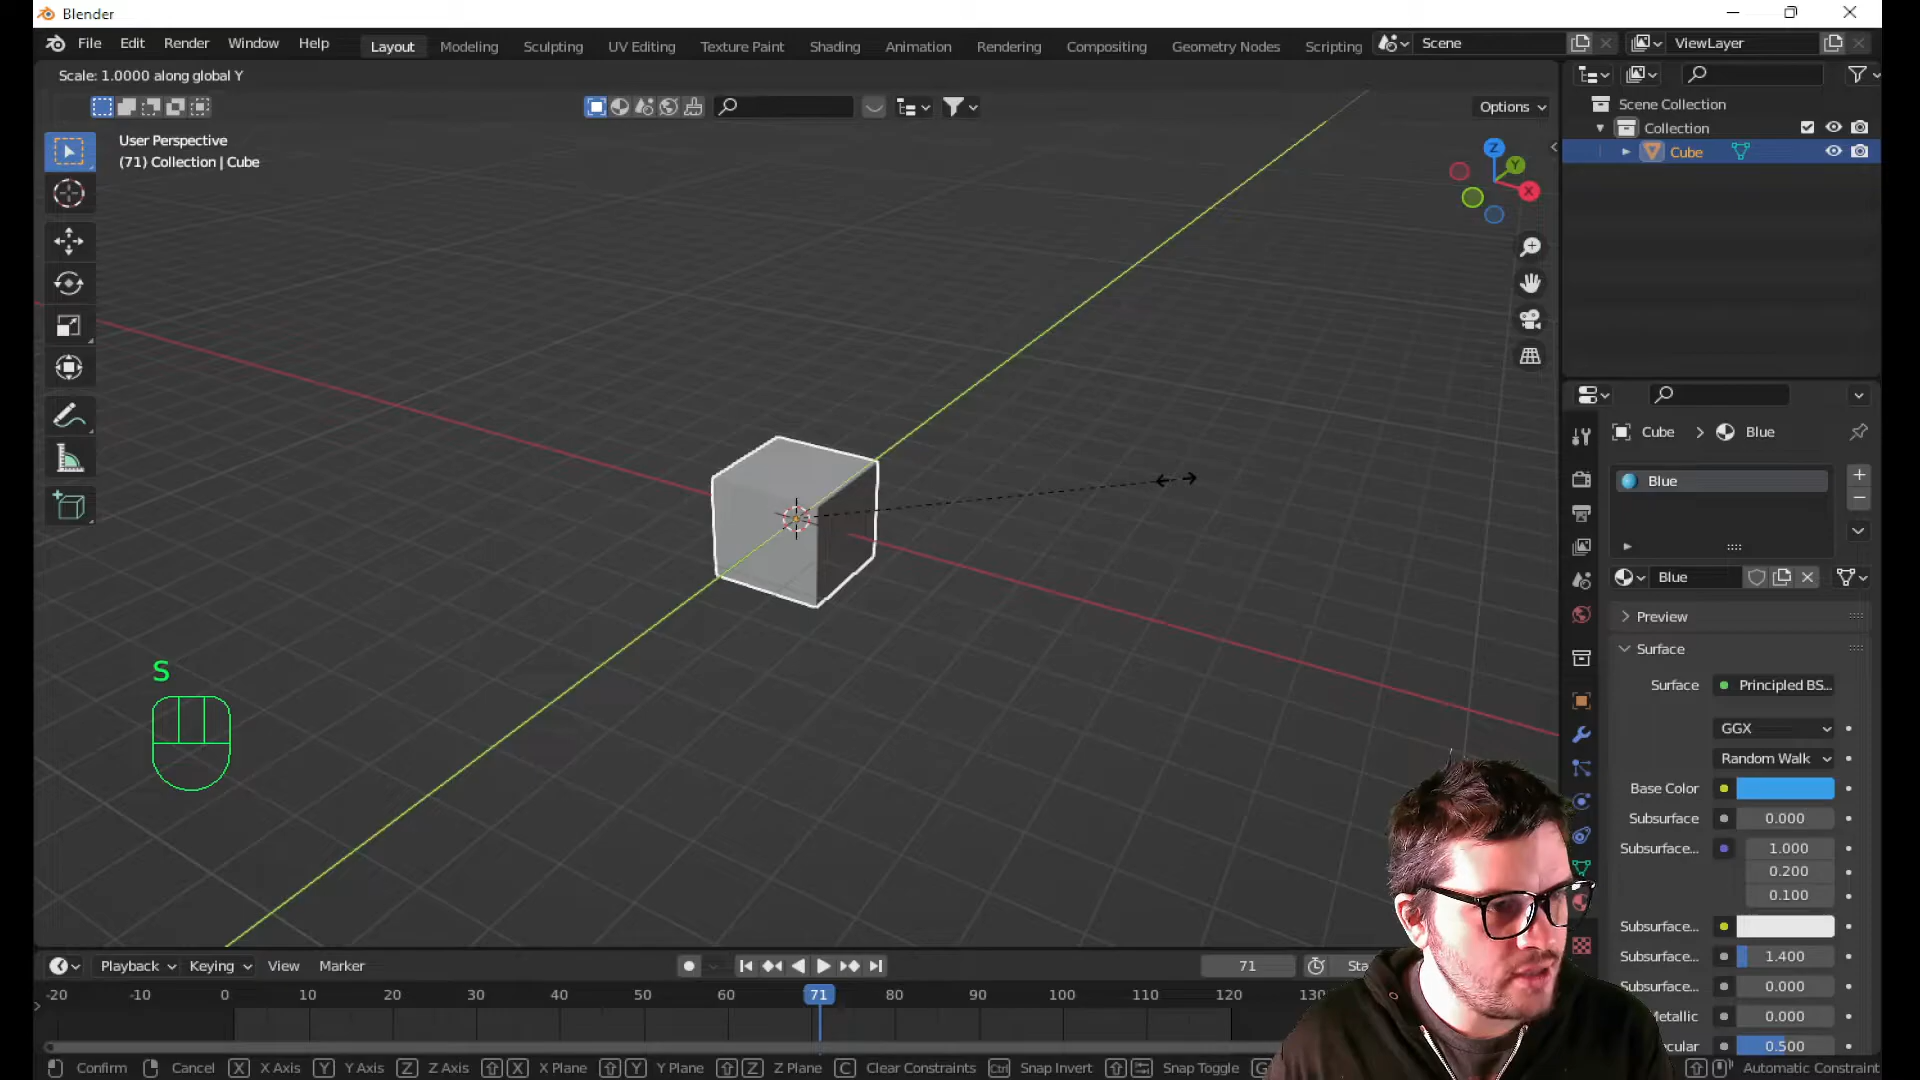 Blender
File Edit Render Window Help Layout Modeling Sculpting UV Editing Texture Paint Shading Animation Rendering Compositing Geometry Nodes Scripting Scene ViewLayer
Scale: 1.0000 along global Y
Options
User Perspective
(71) Collection | Cube
Z
Y
X
Scene Collection
Collection
Cube
Cube > Blue
Blue
Blue
Preview
Surface
Surface Principled BS...
GGX
Random Walk
Base Color
Subsurface 0.000
Subsurface... 1.000
0.200
0.100
Subsurface...
Subsurface... 1.400
Subsurface... 0.000
Metallic 0.000
cular 0.500
S
Playback Keying View Marker 71 Sta
-20 -10 0 10 20 30 40 50 60 71 80 90 100 110 120 130
Confirm Cancel X X Axis Y Y Axis Z Z Axis X X Plane Y Y Plane Z Z Plane C Clear Constraints Ctrl Snap Invert Snap Toggle G Automatic Constraint